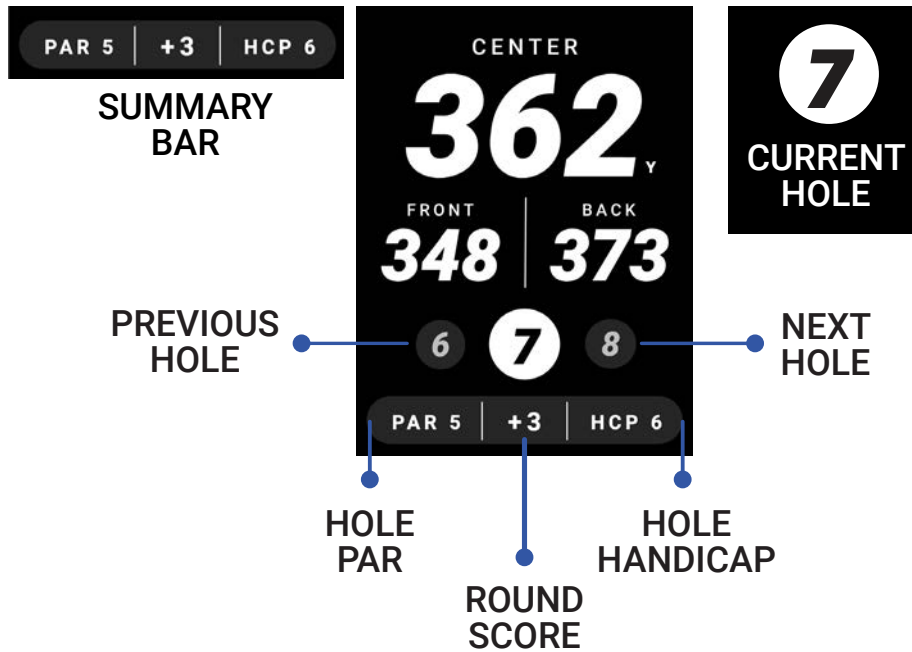 PAR 5 +3 HCP 6
SUMMARY
BAR
CENTER
362 Y
FRONT BACK
348 373
7
CURRENT
HOLE
PREVIOUS
HOLE
6 7 8
NEXT
HOLE
PAR 5 +3 HCP 6
HOLE
PAR
HOLE
HANDICAP
ROUND
SCORE